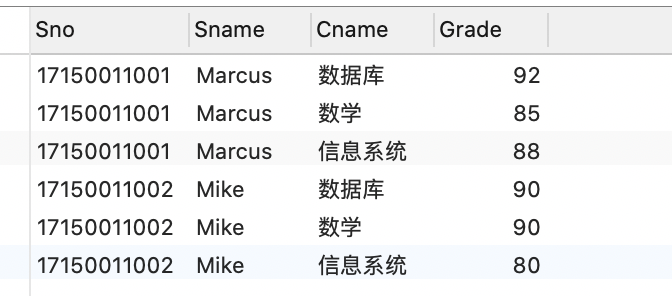 Sno Sname Cname Grade
17150011001 Marcus 数据库 92
17150011001 Marcus 数学 85
17150011001 Marcus 信息系统 88
17150011002 Mike 数据库 90
17150011002 Mike 数学 90
17150011002 Mike 信息系统 80